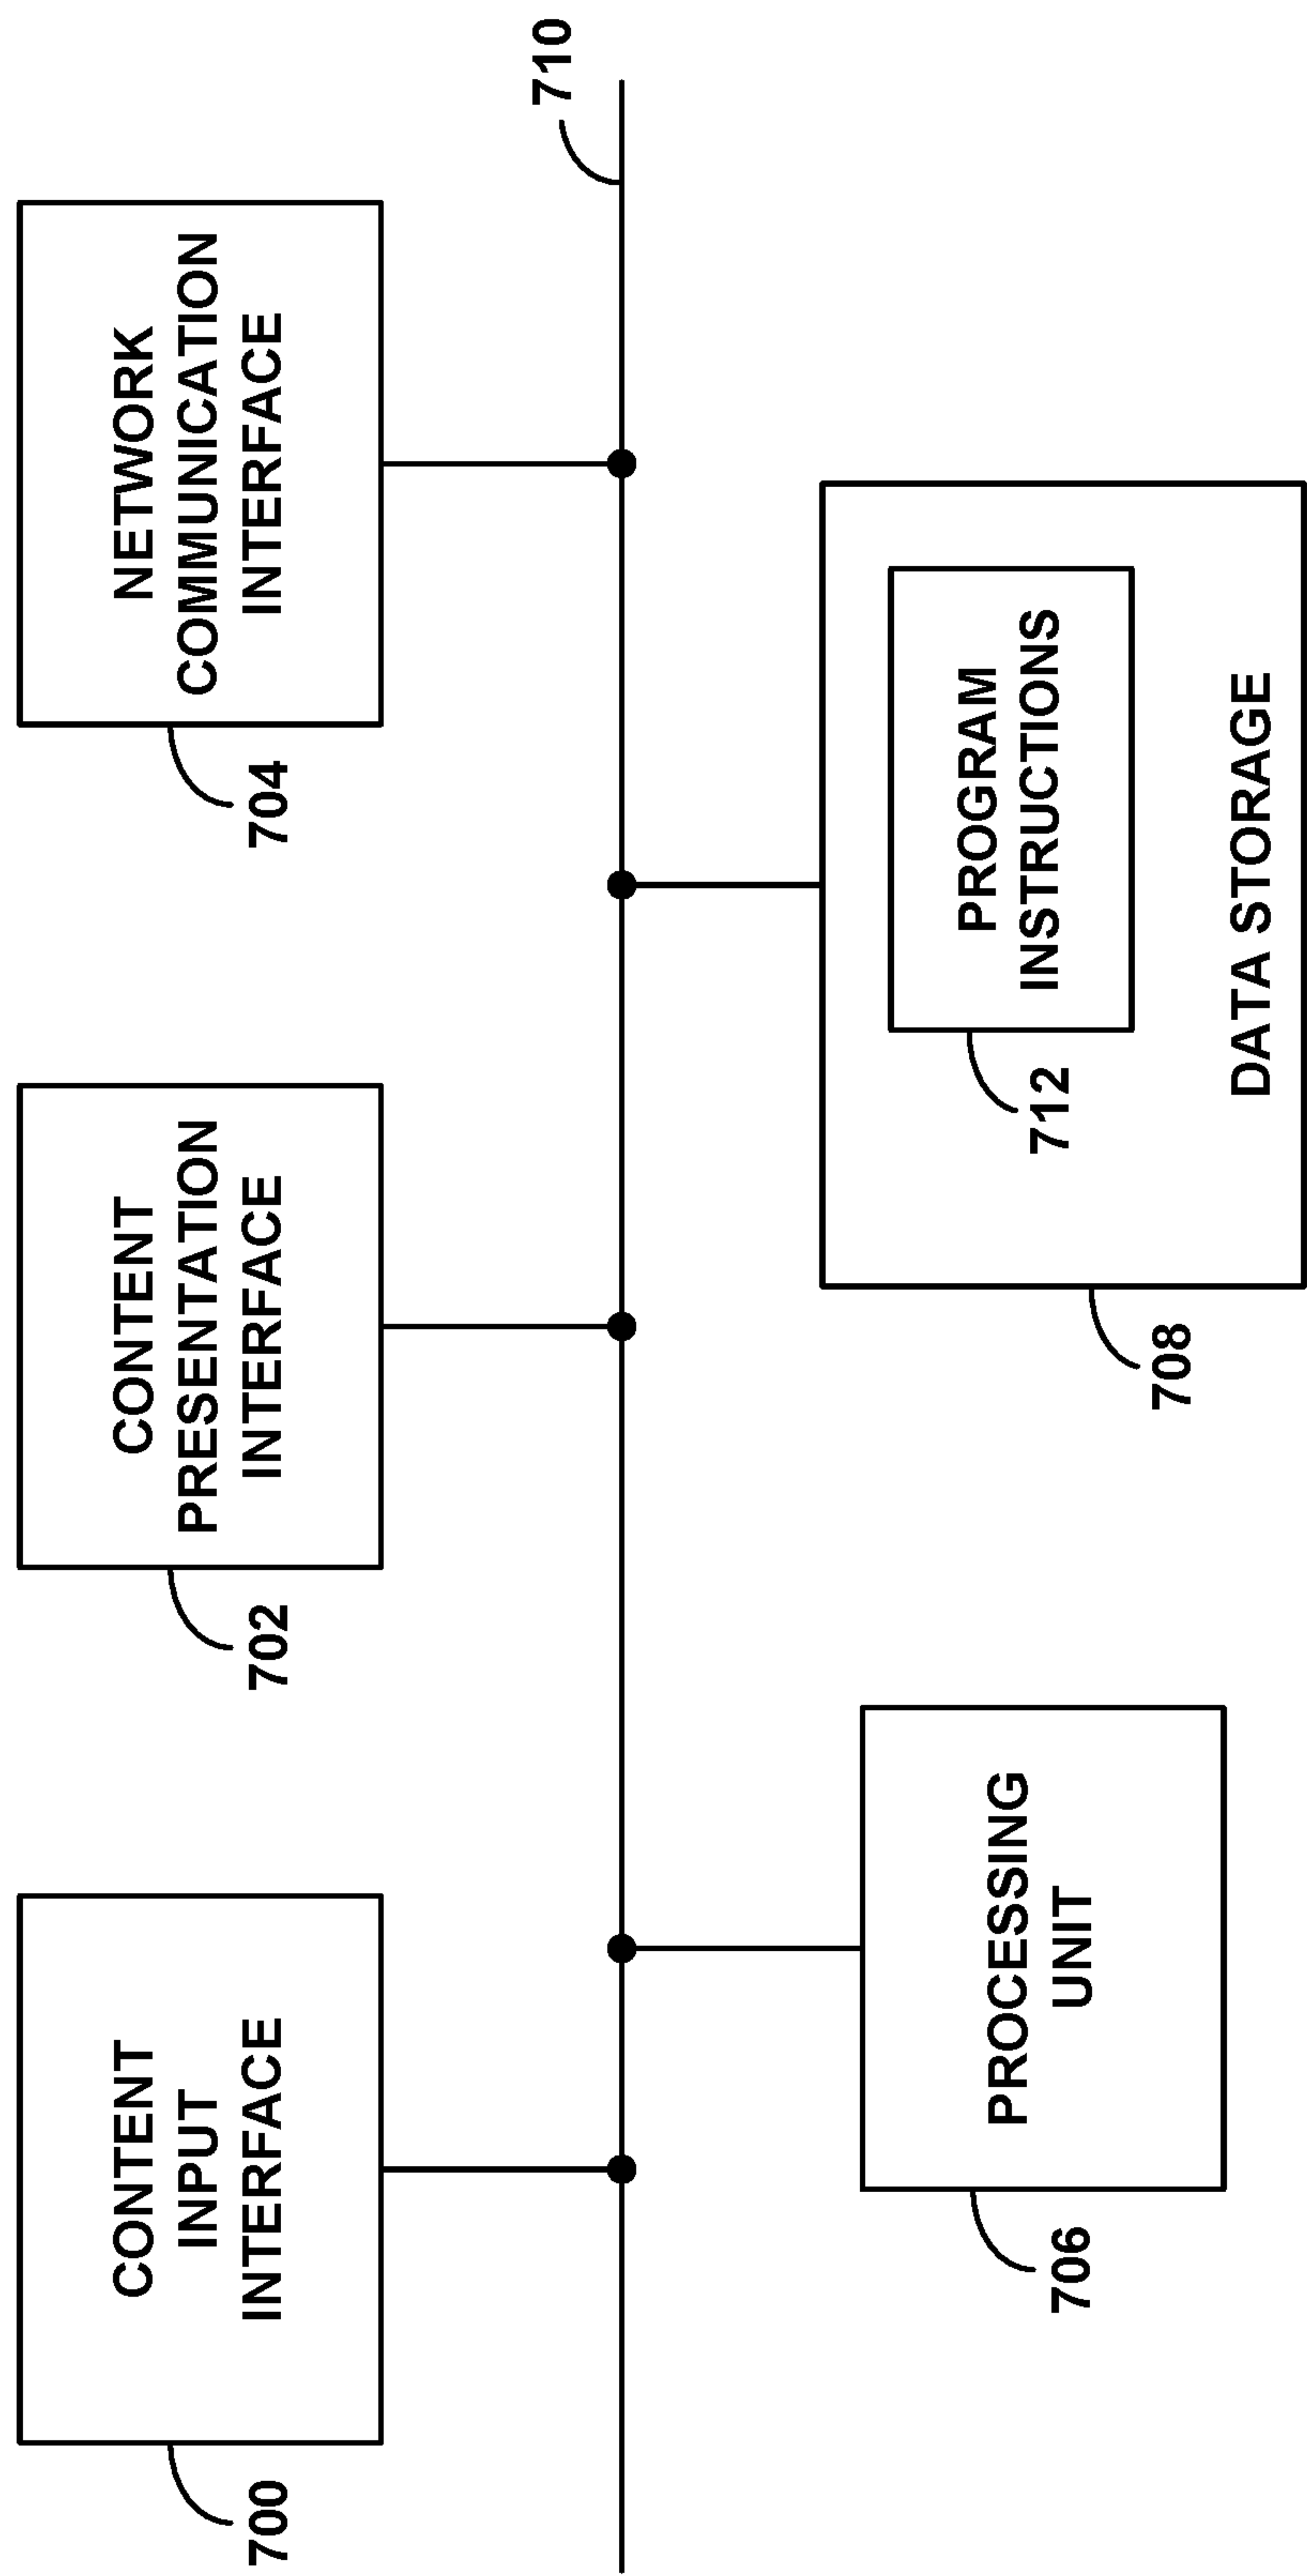 CONTENT
INPUT
INTERFACE
700
CONTENT
PRESENTATION
INTERFACE
702
NETWORK
COMMUNICATION
INTERFACE
704
710
PROCESSING
UNIT
706
PROGRAM
INSTRUCTIONS
712
DATA STORAGE
708